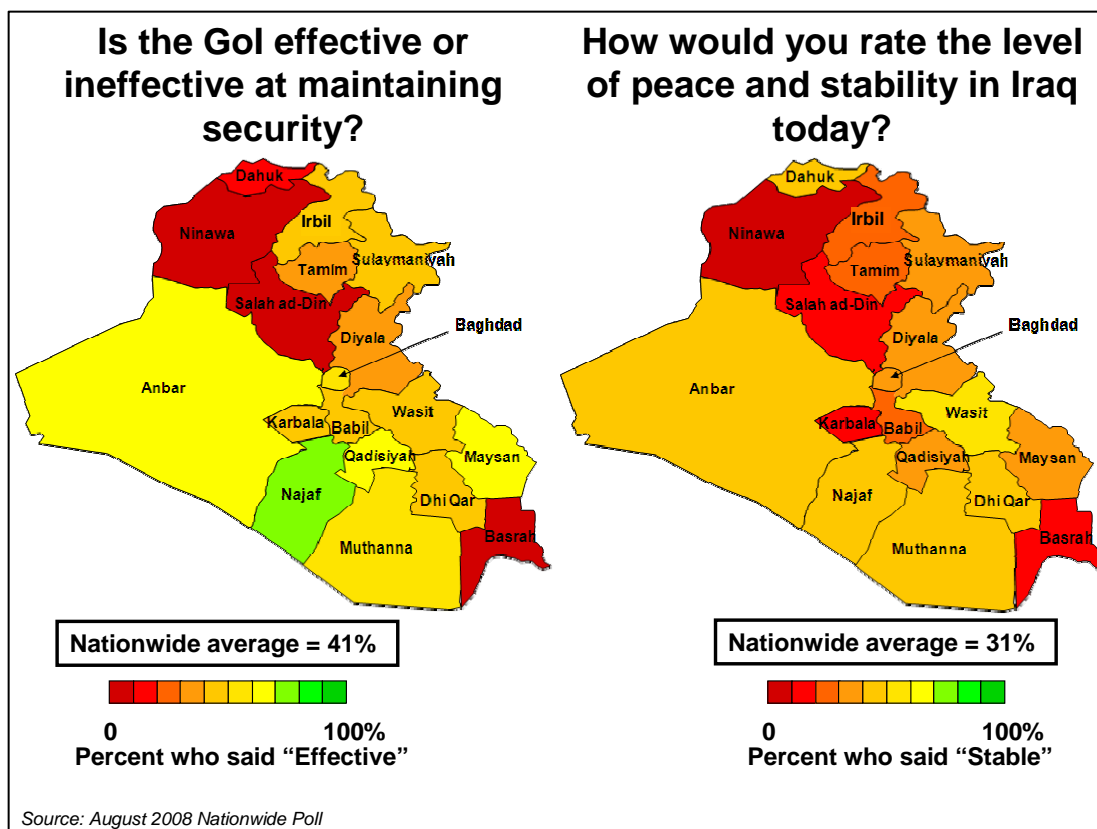 Is the GoI effective or
ineffective at maintaining
security?
Dahuk
Ninawa
Irbil
Tamim
Sulaymaniyah
Salah ad-Din
Diyala
Baghdad
Anbar
Karbala
Babil
Wasit
Qadisiyah
Maysan
Najaf
Dhi Qar
Basrah
Muthanna
Nationwide average = 41%
0 100%
Percent who said “Effective”
How would you rate the level
of peace and stability in Iraq
today?
Dahuk
Ninawa
Irbil
Tamim
Sulaymaniyah
Salah ad-Din
Diyala
Baghdad
Anbar
Karbala
Babil
Wasit
Qadisiyah
Maysan
Najaf
Dhi Qar
Basrah
Muthanna
Nationwide average = 31%
0 100%
Percent who said “Stable”
Source: August 2008 Nationwide Poll